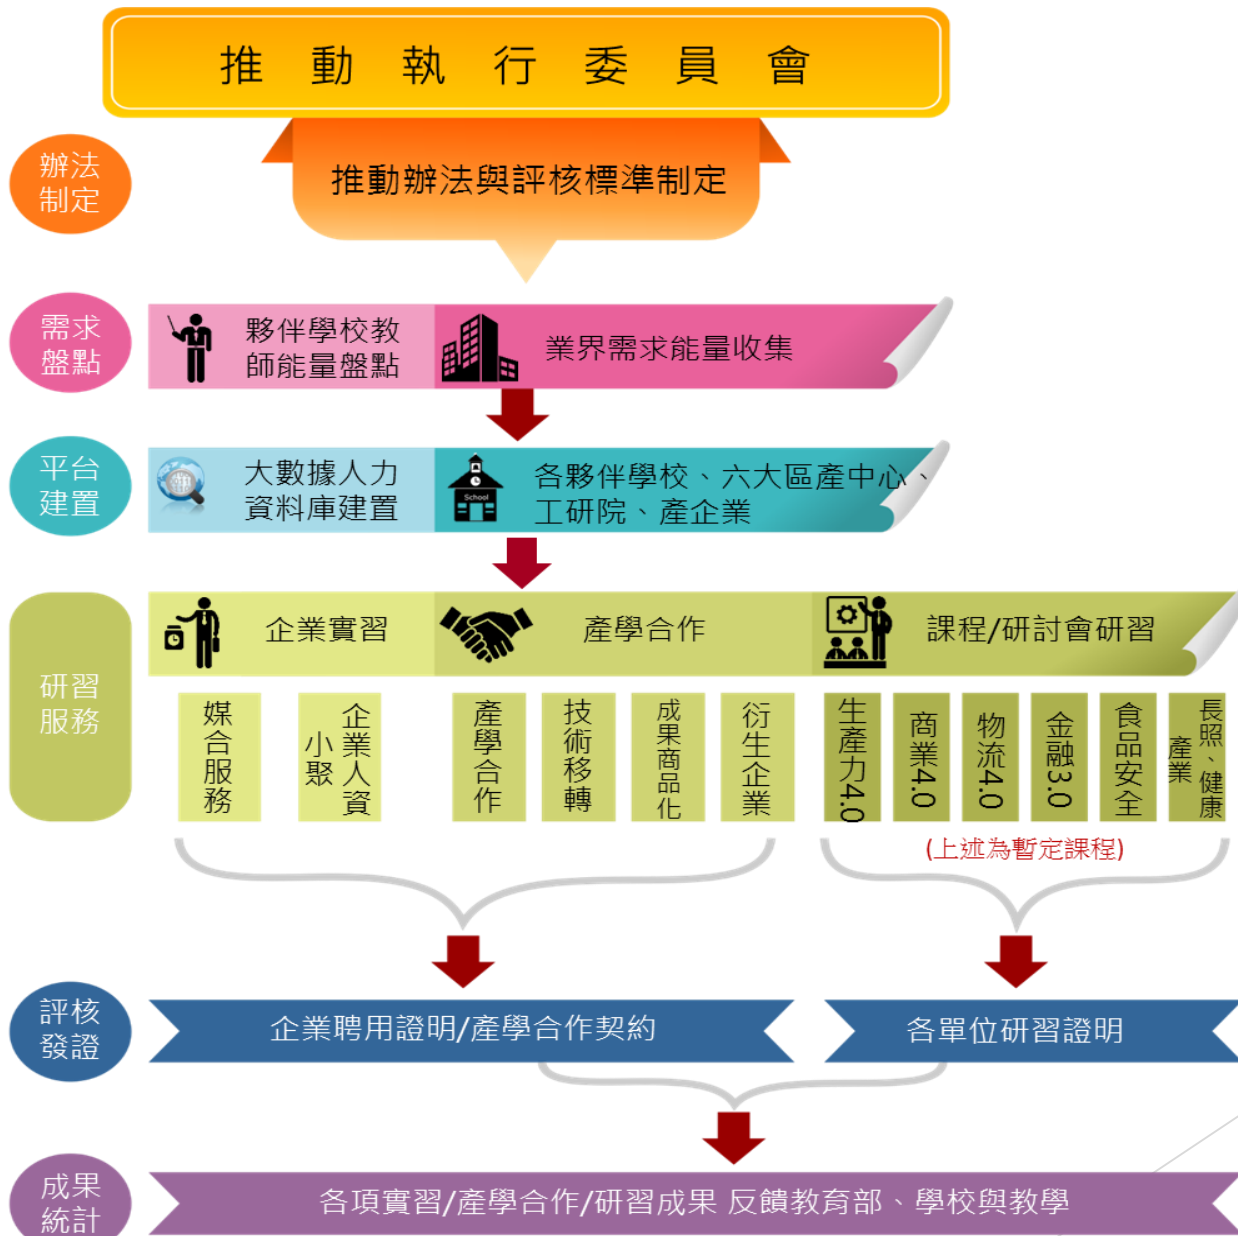 推動執行委員會
辦法
制定
推動辦法與評核標準制定
需求
盤點
夥伴學校教
師能量盤點
業界需求能量收集
平台
建置
大數據人力
資料庫建置
School
各夥伴學校、六大區產中心、
工研院、產企業
研習
服務
企業實習
產學合作
課程/研討會研習
媒合服務
企業人資
小聚
產學合作
技術移轉
成果商品化
衍生企業
生產力4.0
商業4.0
物流4.0
金融3.0
食品安全
長照、健康
產業
(上述為暫定課程)
評核
發證
企業聘用證明/產學合作契約
各單位研習證明
成果
統計
各項實習/產學合作/研習成果 反饋教育部、學校與教學